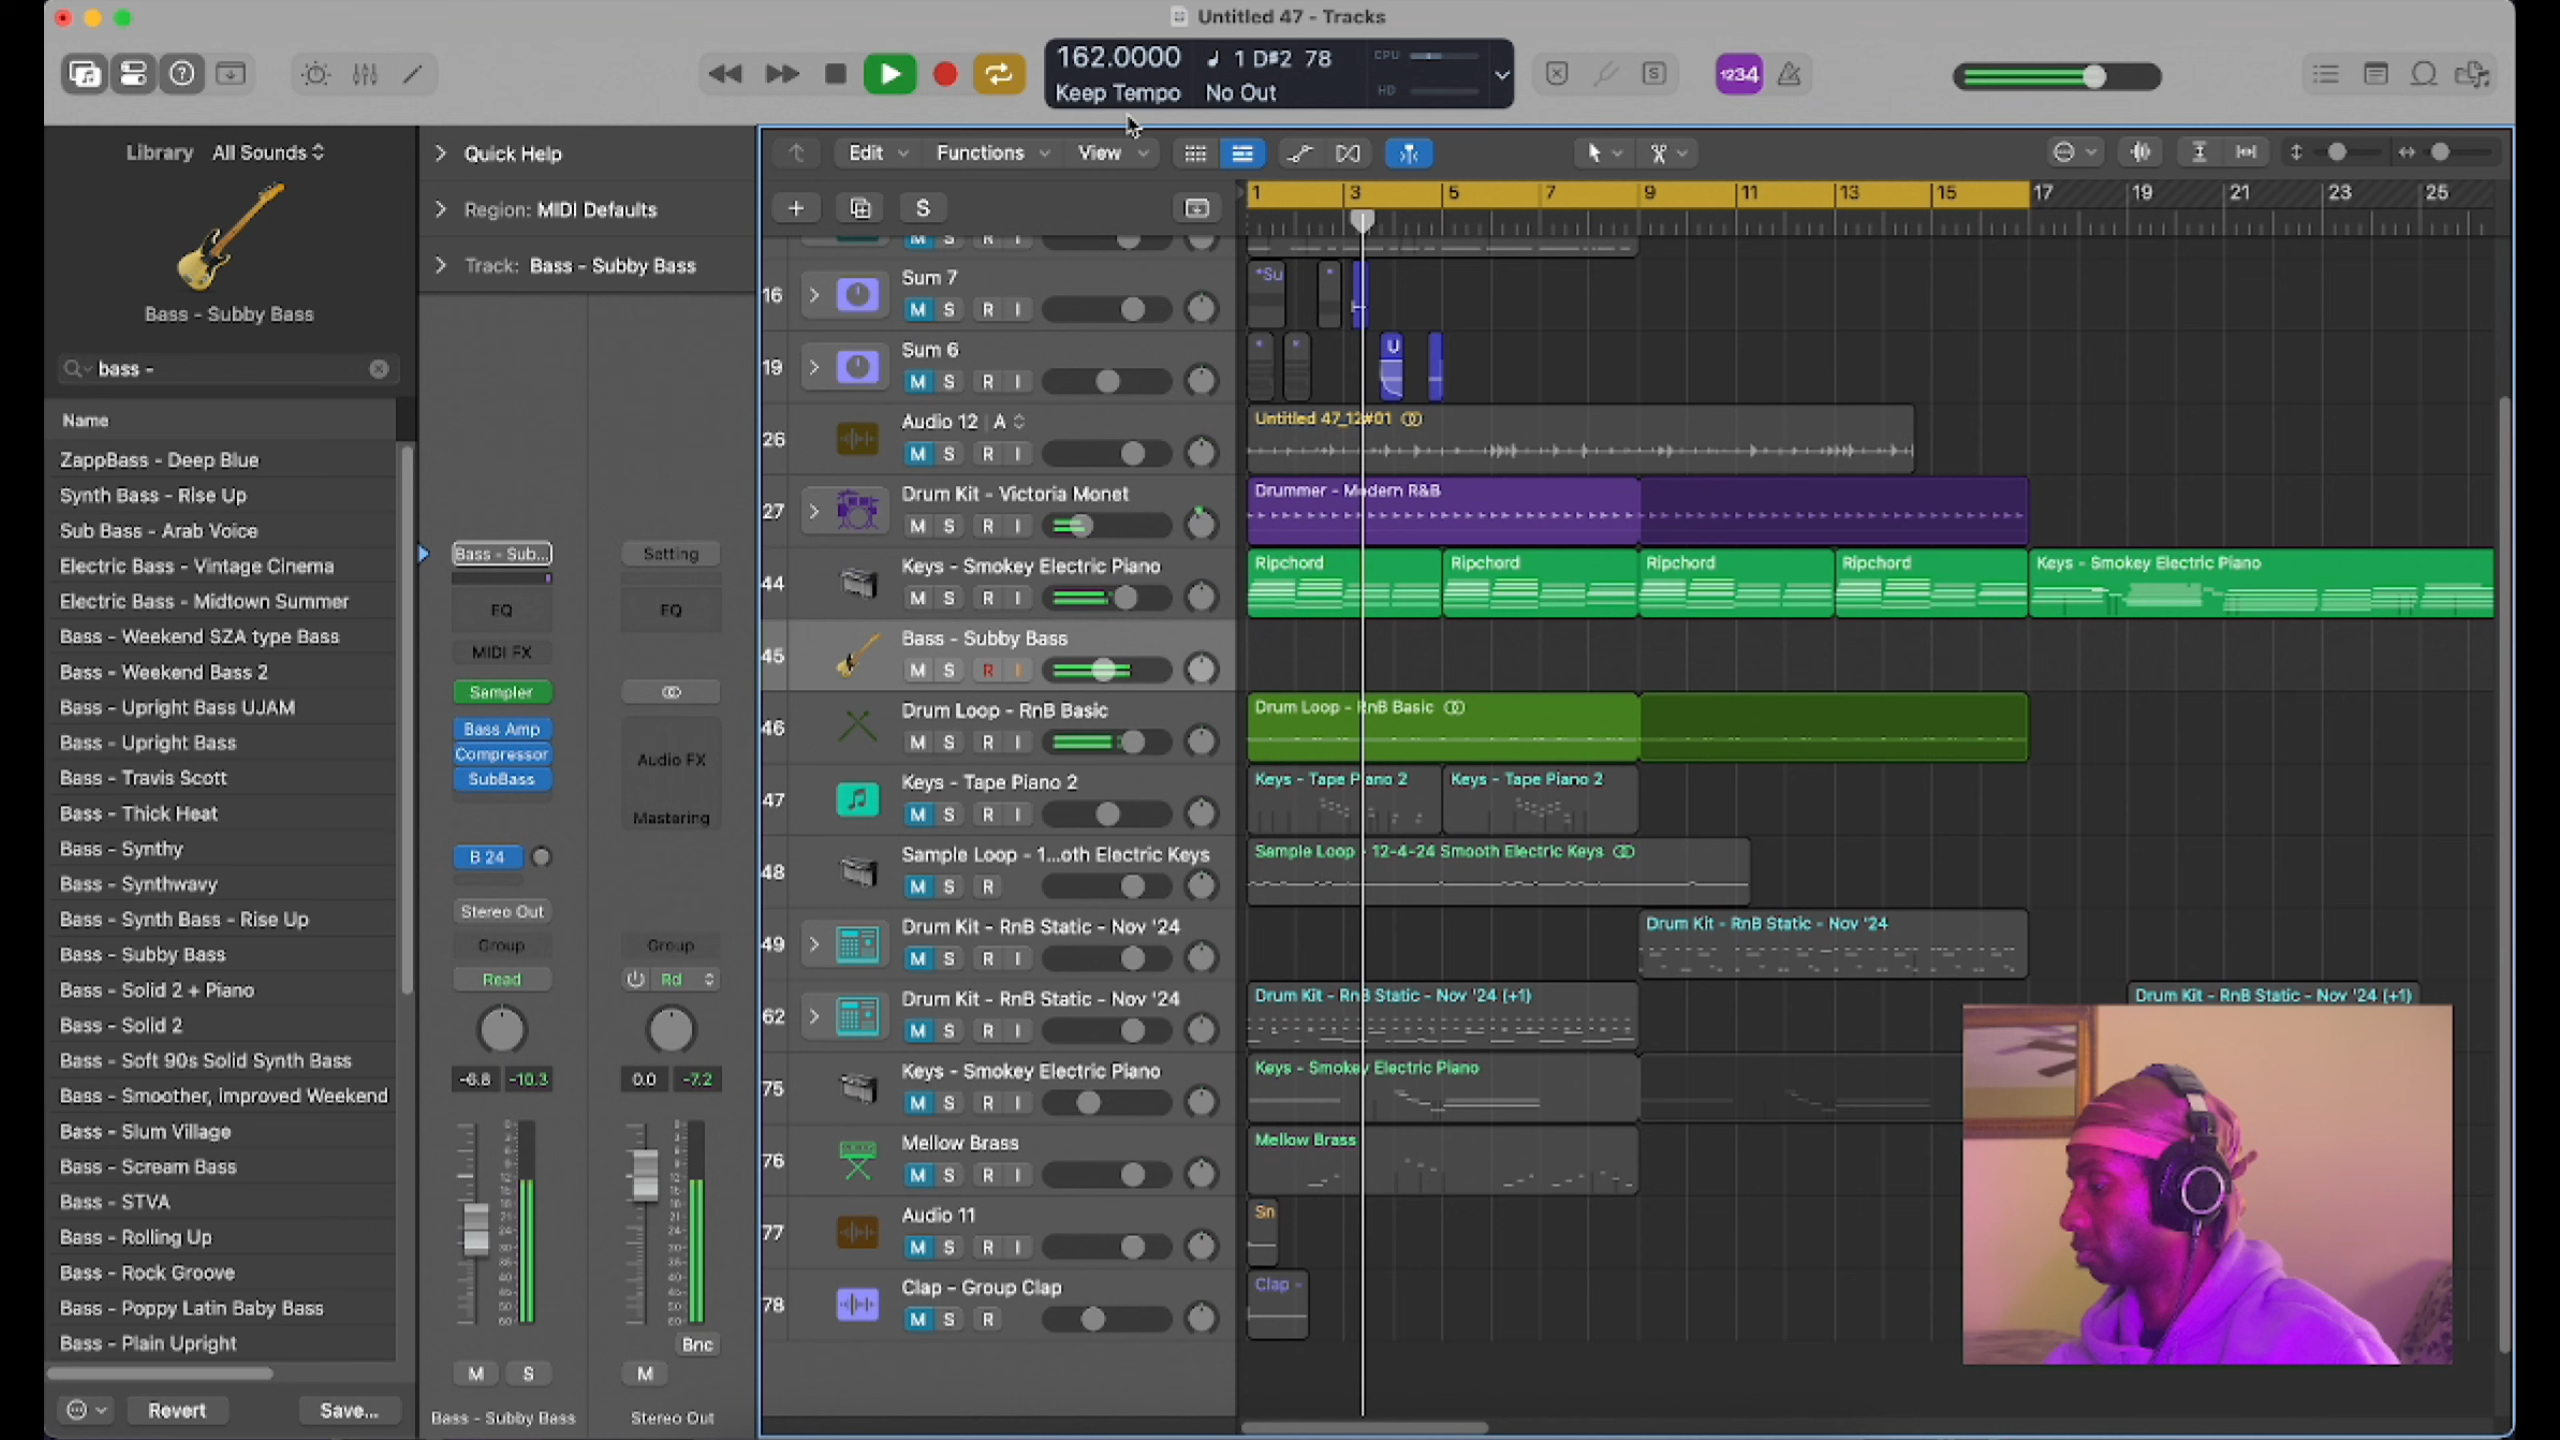 Untitled 47 - Tracks
162.0000
Keep Tempo
1 D#2 78
No Out
CPU
HD
1234
Library All Sounds
Bass - Subby Bass
bass -
Name
ZappBass - Deep Blue
Synth Bass - Rise Up
Sub Bass - Arab Voice
Electric Bass - Vintage Cinema
Electric Bass - Midtown Summer
Bass - Weekend SZA type Bass
Bass - Weekend Bass 2
Bass - Upright Bass UJAM
Bass - Upright Bass
Bass - Travis Scott
Bass - Thick Heat
Bass - Synthy
Bass - Synthwavy
Bass - Synth Bass - Rise Up
Bass - Subby Bass
Bass - Solid 2 + Piano
Bass - Solid 2
Bass - Soft 90s Solid Synth Bass
Bass - Smoother, Improved Weekend
Bass - Slum Village
Bass - Scream Bass
Bass - STVA
Bass - Rolling Up
Bass - Rock Groove
Bass - Poppy Latin Baby Bass
Bass - Plain Upright
Revert Save...
Quick Help
Region: MIDI Defaults
Track: Bass - Subby Bass
Bass - Sub... Setting
EQ EQ
MIDI FX
Sampler
Bass Amp
Compressor
SubBass
Audio FX
Mastering
B 24
Stereo Out
Group Group
Read Rd
-6.8 -10.3 0.0 -7.2
Bnc
M S M
Bass - Subby Bass Stereo Out
Edit Functions View
S
1 3 5 7 9 11 13 15 17 19 21 23 25
M S R I
16 Sum 7
M S R I
*Su *
19 Sum 6
M S R I
* * U
26 Audio 12 A
M S R I
Untitled 47_12#01
27 Drum Kit - Victoria Monet
M S R I
Drummer - Modern R&B
44 Keys - Smokey Electric Piano
M S R I
Ripchord Ripchord Ripchord Ripchord Keys - Smokey Electric Piano
45 Bass - Subby Bass
M S R I
46 Drum Loop - RnB Basic
M S R I
Drum Loop - RnB Basic
47 Keys - Tape Piano 2
M S R I
Keys - Tape Piano 2 Keys - Tape Piano 2
48 Sample Loop - 1...oth Electric Keys
M S R
Sample Loop - 12-4-24 Smooth Electric Keys
49 Drum Kit - RnB Static - Nov '24
M S R I
Drum Kit - RnB Static - Nov '24
62 Drum Kit - RnB Static - Nov '24
M S R I
Drum Kit - RnB Static - Nov '24 (+1) Drum Kit - RnB Static - Nov '24 (+1)
75 Keys - Smokey Electric Piano
M S R I
Keys - Smokey Electric Piano
76 Mellow Brass
M S R I
Mellow Brass
77 Audio 11
M S R I
Sn
78 Clap - Group Clap
M S R
Clap -